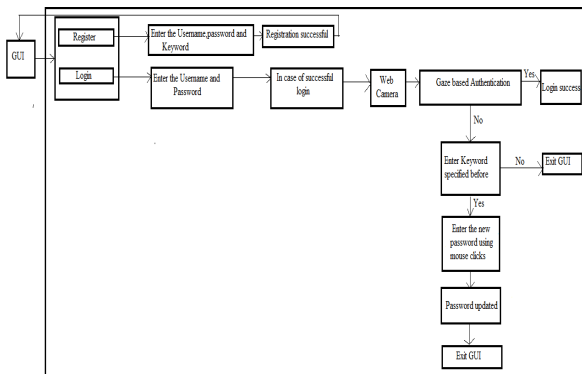 GUI
Register
Enter the Username,password and
Keyword
Registration successful
Login
Enter the Username and
Password
In case of successful
login
Web
Camera
Gaze based Authentication
Yes
Login success
No
Enter Keyword
specified before
No
Exit GUI
Yes
Enter the new
password using
mouse clicks
Password updated
Exit GUI